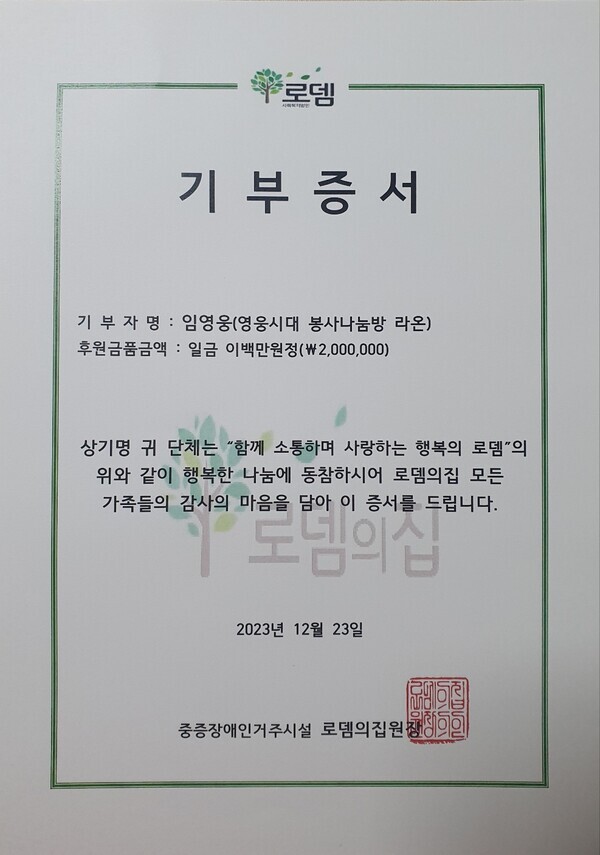 로뎀
사회복지법인
기 부 증 서
기 부 자 명 : 임영웅(영웅시대 봉사나눔방 라온)
후원금품금액 : 일금 이백만원정(₩2,000,000)
상기명 귀 단체는 “함께 소통하며 사랑하는 행복의 로뎀”의
위와 같이 행복한 나눔에 동참하시어 로뎀의집 모든
가족들의 감사의 마음을 담아 이 증서를 드립니다.
로뎀의집
2023년 12월 23일
중증장애인거주시설 로뎀의집원장